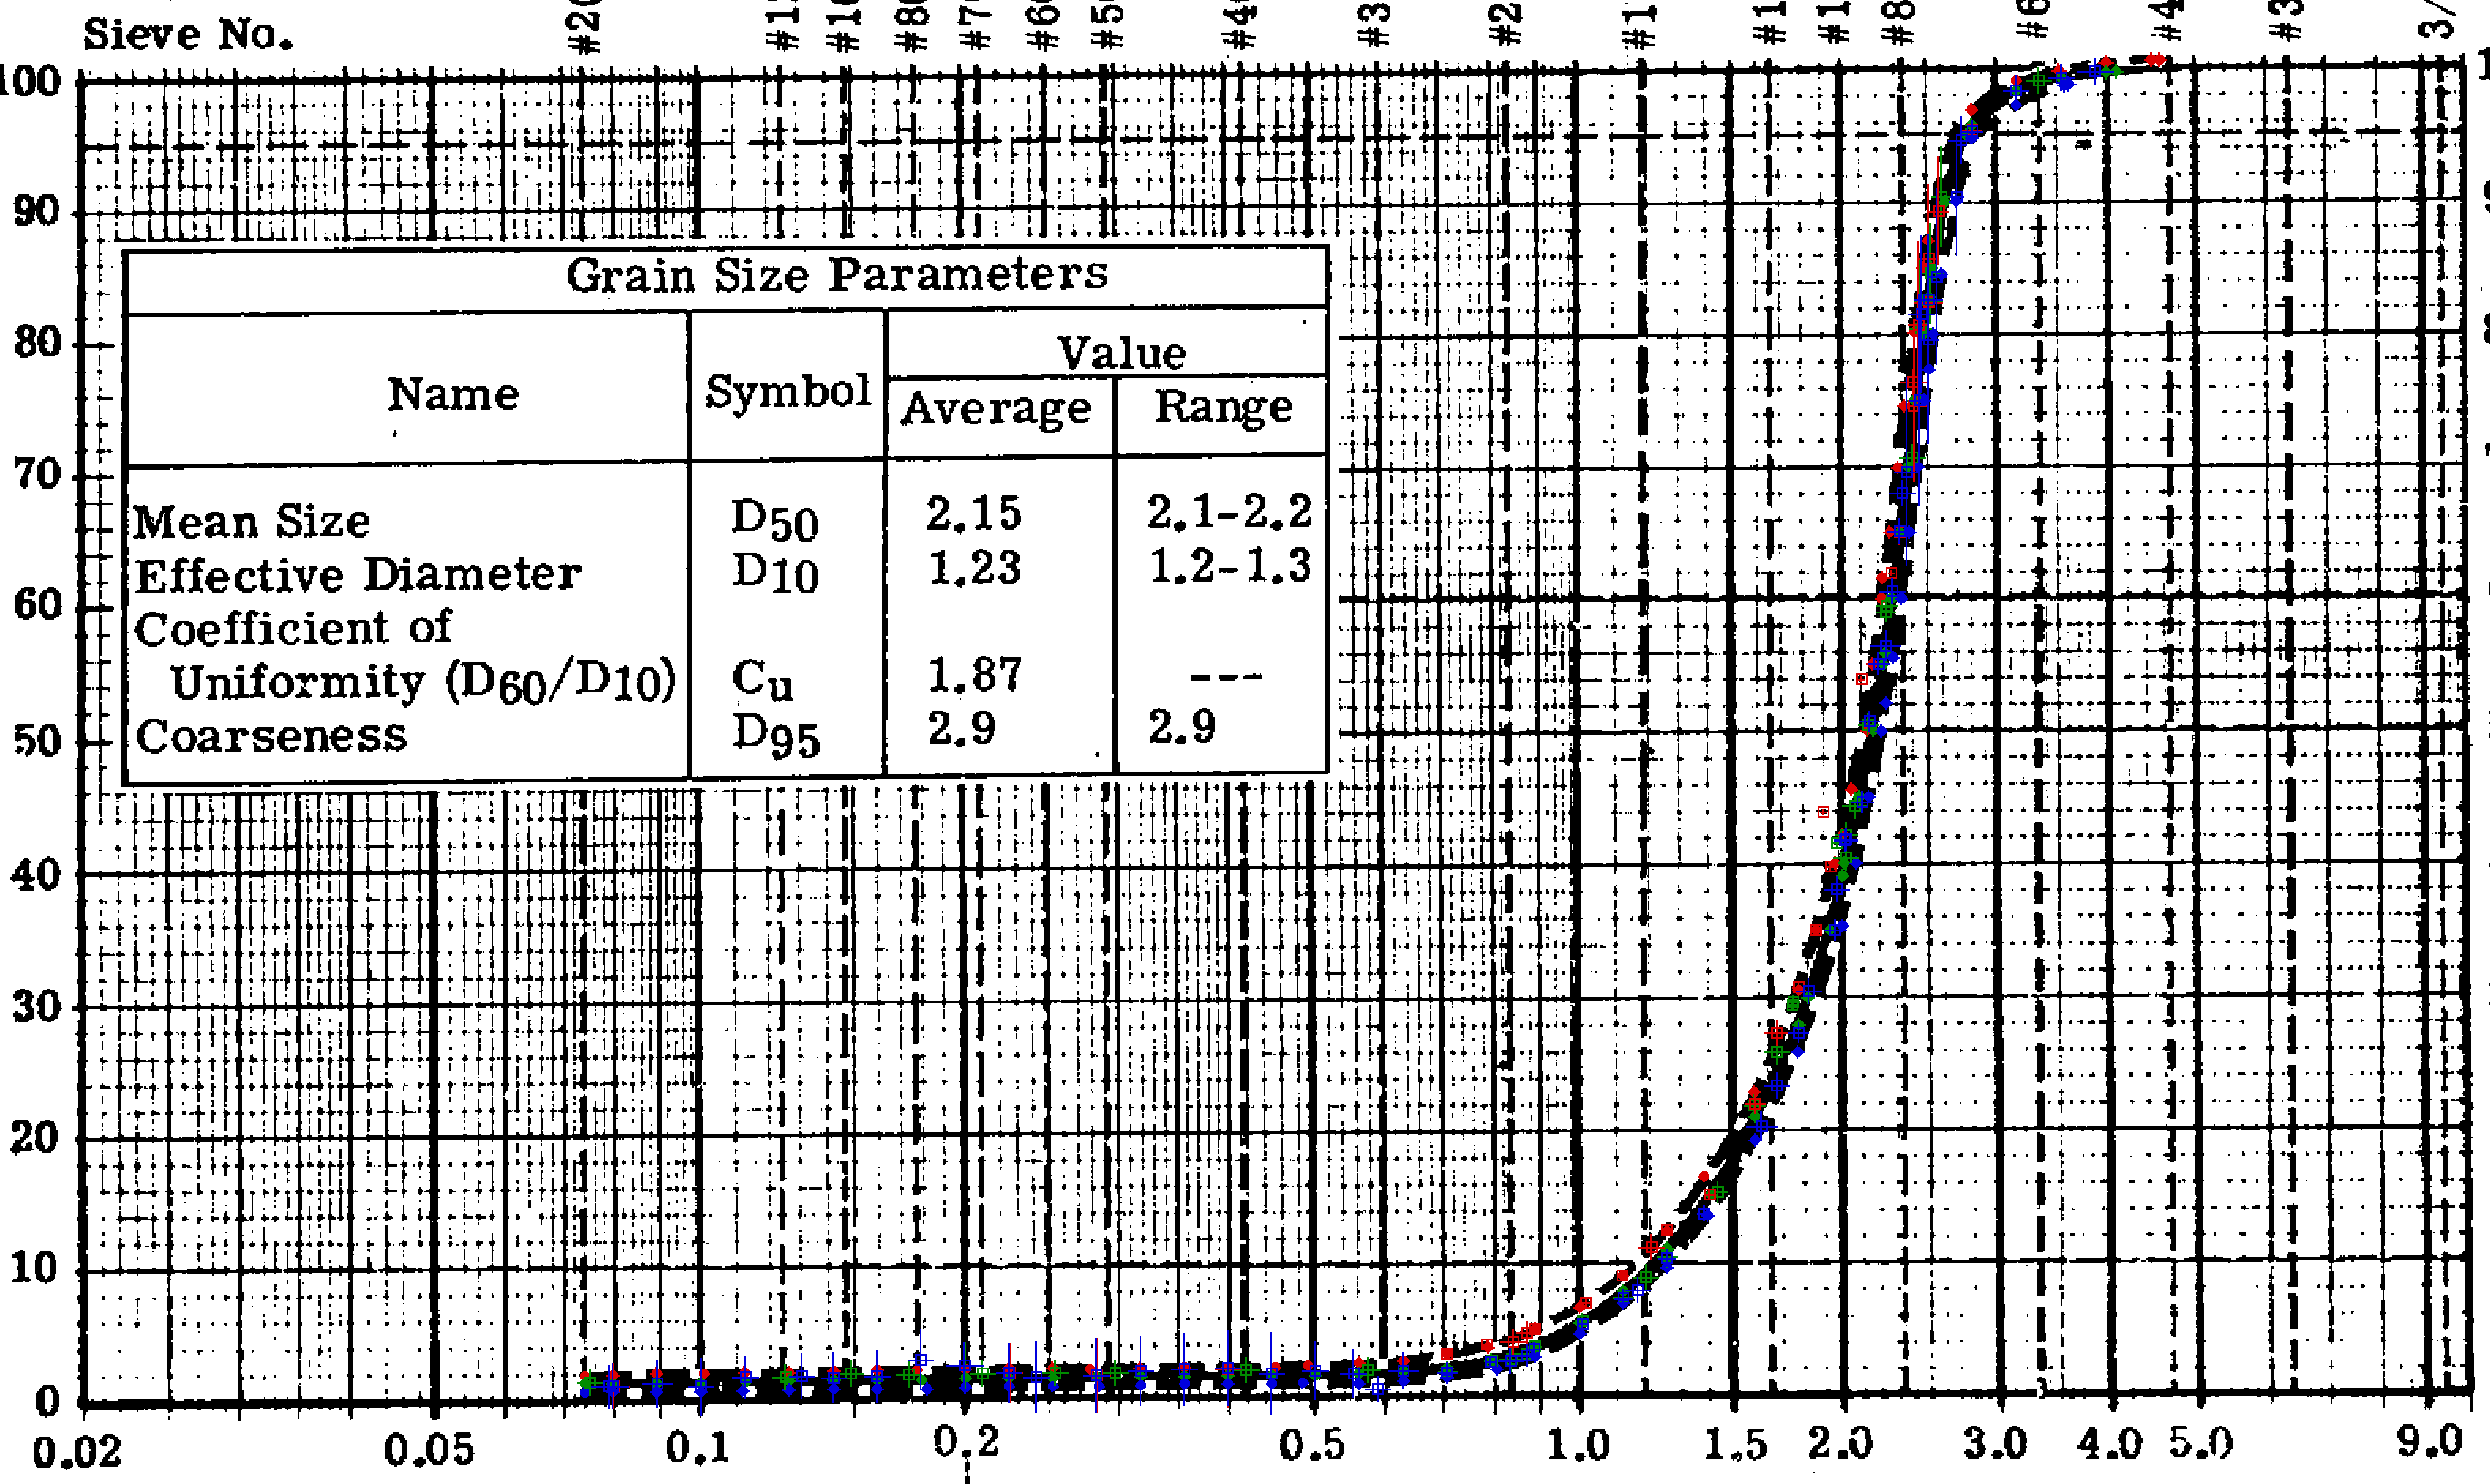 Sieve No.
100
90
80
70
60
50
40
30
20
10
0
Grain Size Parameters
Name Symbol Value
Average Range
Mean Size D50 2.15 2.1-2.2
Effective Diameter D10 1.23 1.2-1.3
Coefficient of
Uniformity (D60/D10) Cu 1.87 ---
Coarseness D95 2.9 2.9
0.02 0.05 0.1 0.2 0.5 1.0 1.5 2.0 3.0 4.0 5.0 9.0